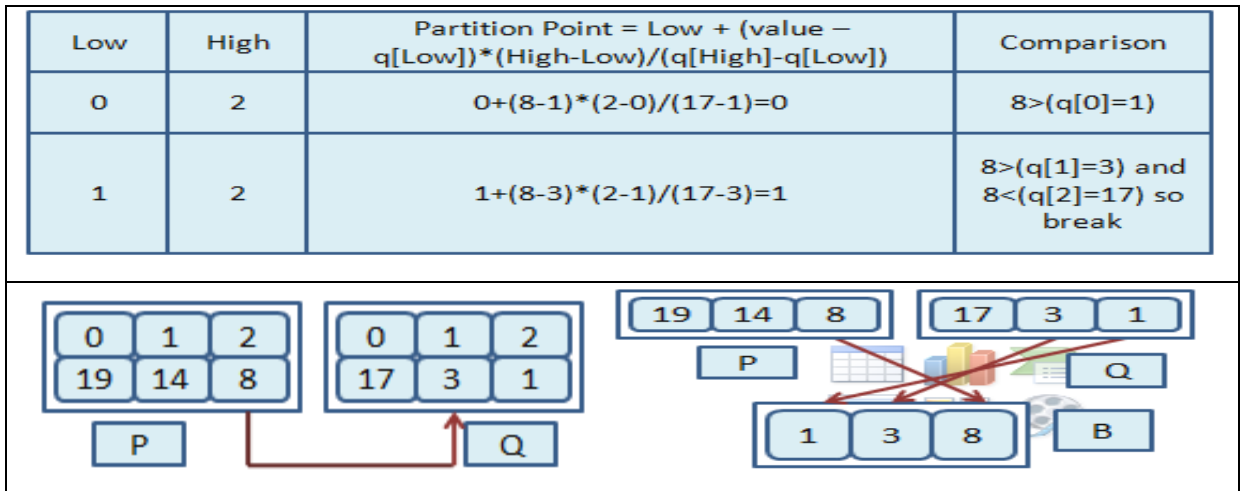 Low High Partition Point = Low + (value –
q[Low])*(High-Low)/(q[High]-q[Low]) Comparison
0 2 0+(8-1)*(2-0)/(17-1)=0 8>(q[0]=1)
1 2 1+(8-3)*(2-1)/(17-3)=1 8>(q[1]=3) and
8<(q[2]=17) so
break
0 1 2
19 14 8
P
0 1 2
17 3 1
Q
19 14 8
P
17 3 1
Q
1 3 8
B